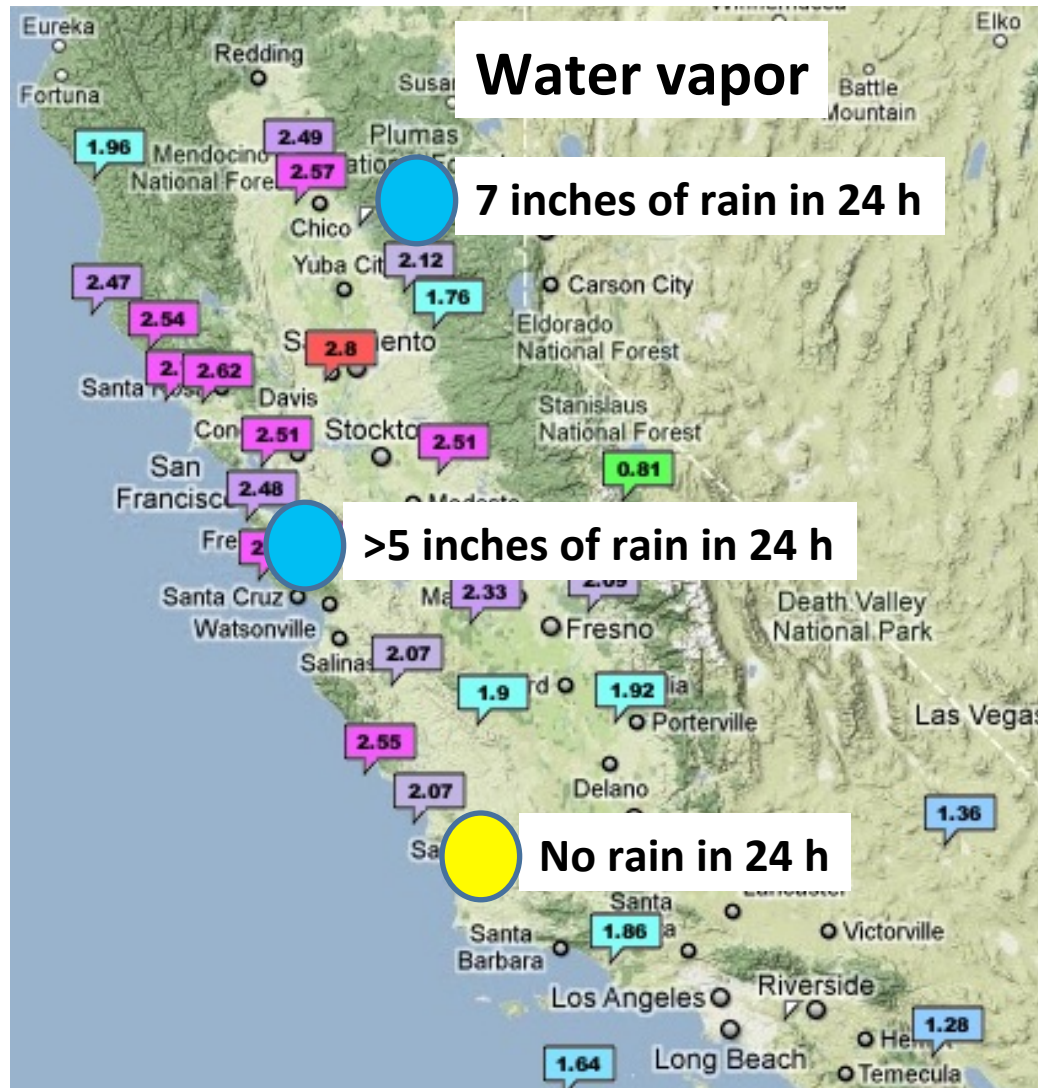 Eureka
Elko
Redding
Water vapor
Fortuna
Battle
Mountain
2.49
Plumas
1.96
Mendocino
2.57
National
7 inches of rain in 24 h
Chico
2.12
Yuba
2.47
1.76
Carson City
2.54
Eldorado
National Forest
2.8
2.62
Santa
Davis
Stanislaus
National Forest
2.51
2.51
San
Francisc
0.81
2.48
>5 inches of rain in 24 h
Santa Cruz
2.33
Death Valley
National Park
Watsonville
Fresno
Salinas
2.07
1.9
1.92
Porterville
Las Vegas
2.55
2.07
Delano
1.36
No rain in 24 h
Santa
Santa
Barbara
1.86
Victorville
Los Angeles
Riverside
1.28
Long Beach
1.64
Temecula